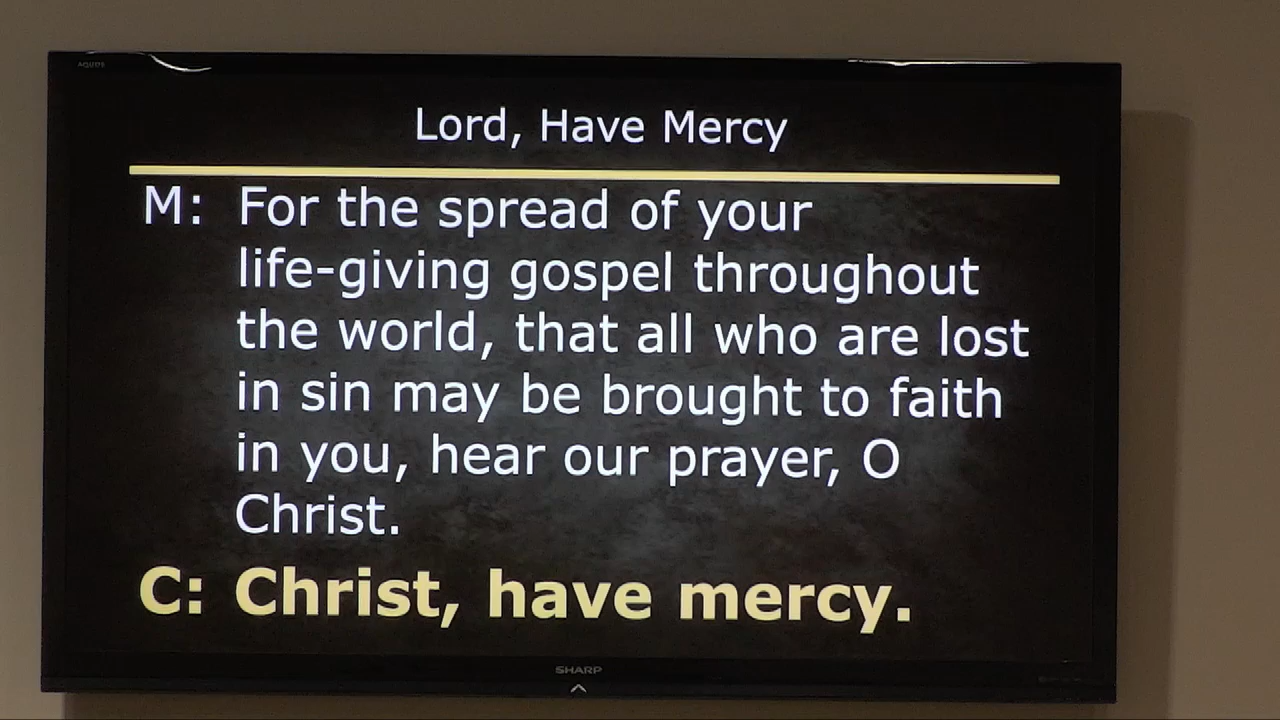 AQUOS
Lord, Have Mercy
M: For the spread of your
life-giving gospel throughout
the world, that all who are lost
in sin may be brought to faith
in you, hear our prayer, O
Christ.
C: Christ, have mercy.
SHARP